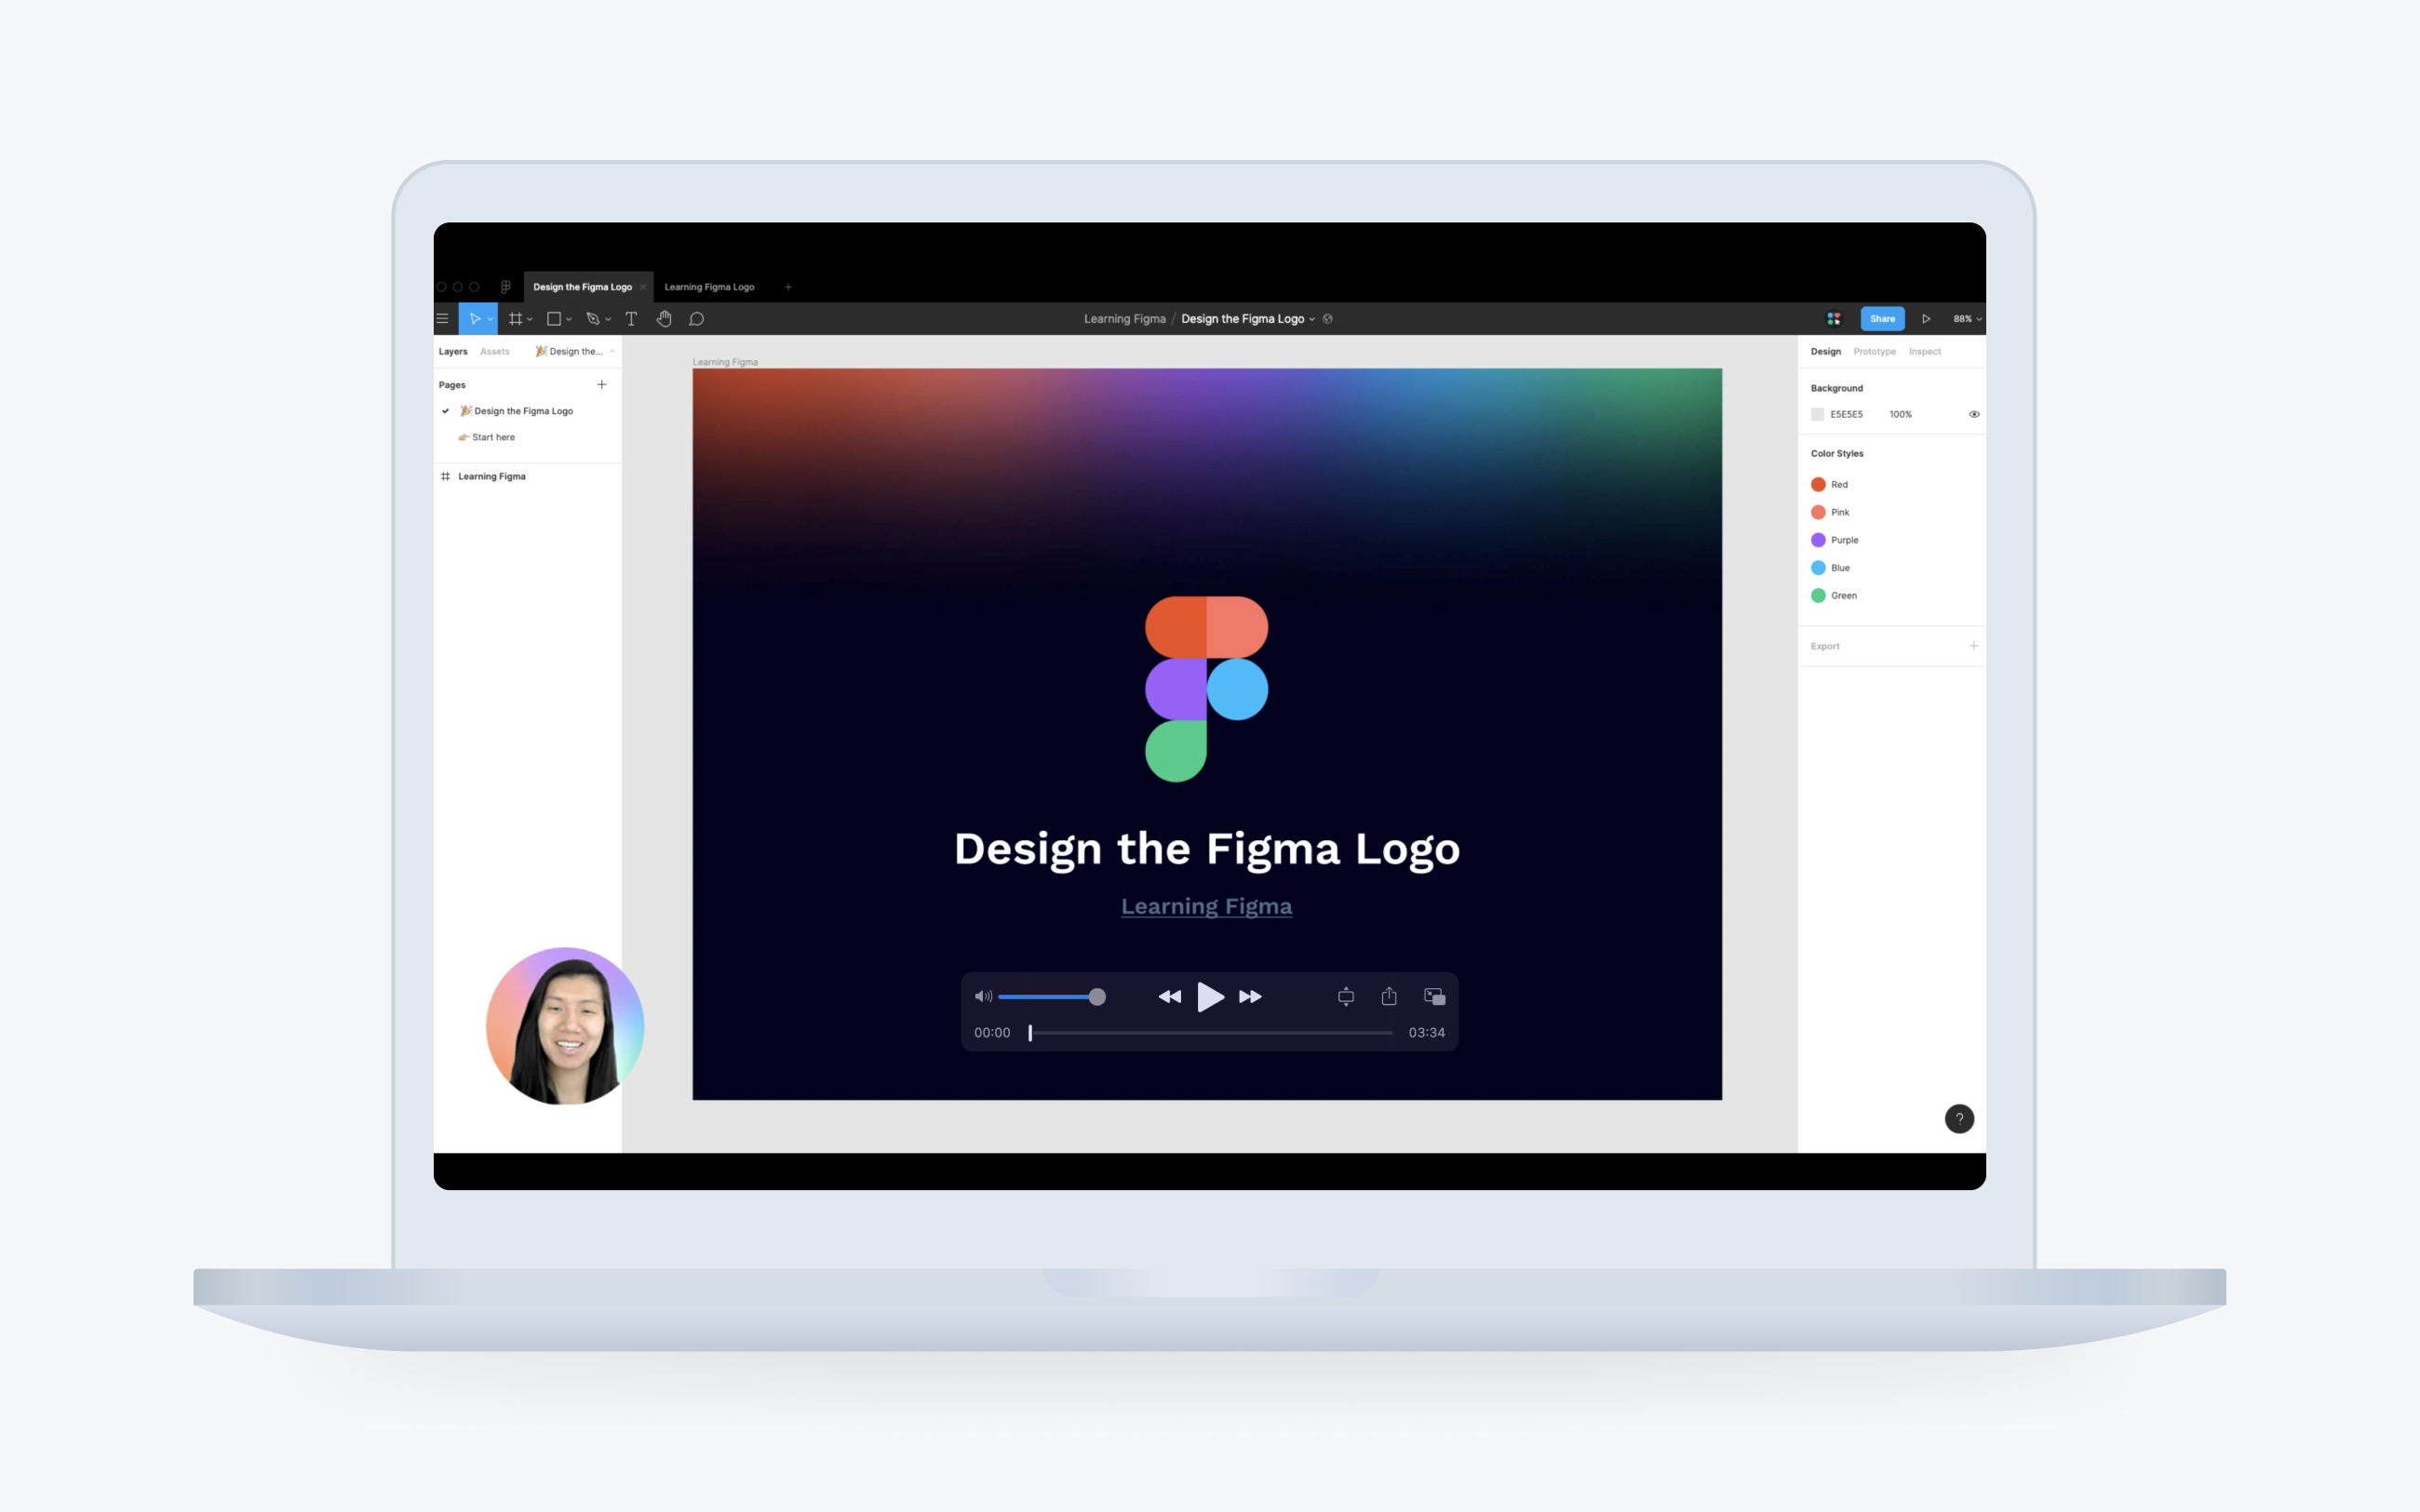 Design the Figma Logo
Learning Figma Logo
Learning Figma / Design the Figma Logo
Share
88%
Layers
Assets
Design the...
Pages
Design the Figma Logo
Start here
Learning Figma
Learning Figma
Design the Figma Logo
Learning Figma
00:00
03:34
Design
Prototype
Inspect
Background
E5E5E5
100%
Color Styles
Red
Pink
Purple
Blue
Green
Export
?